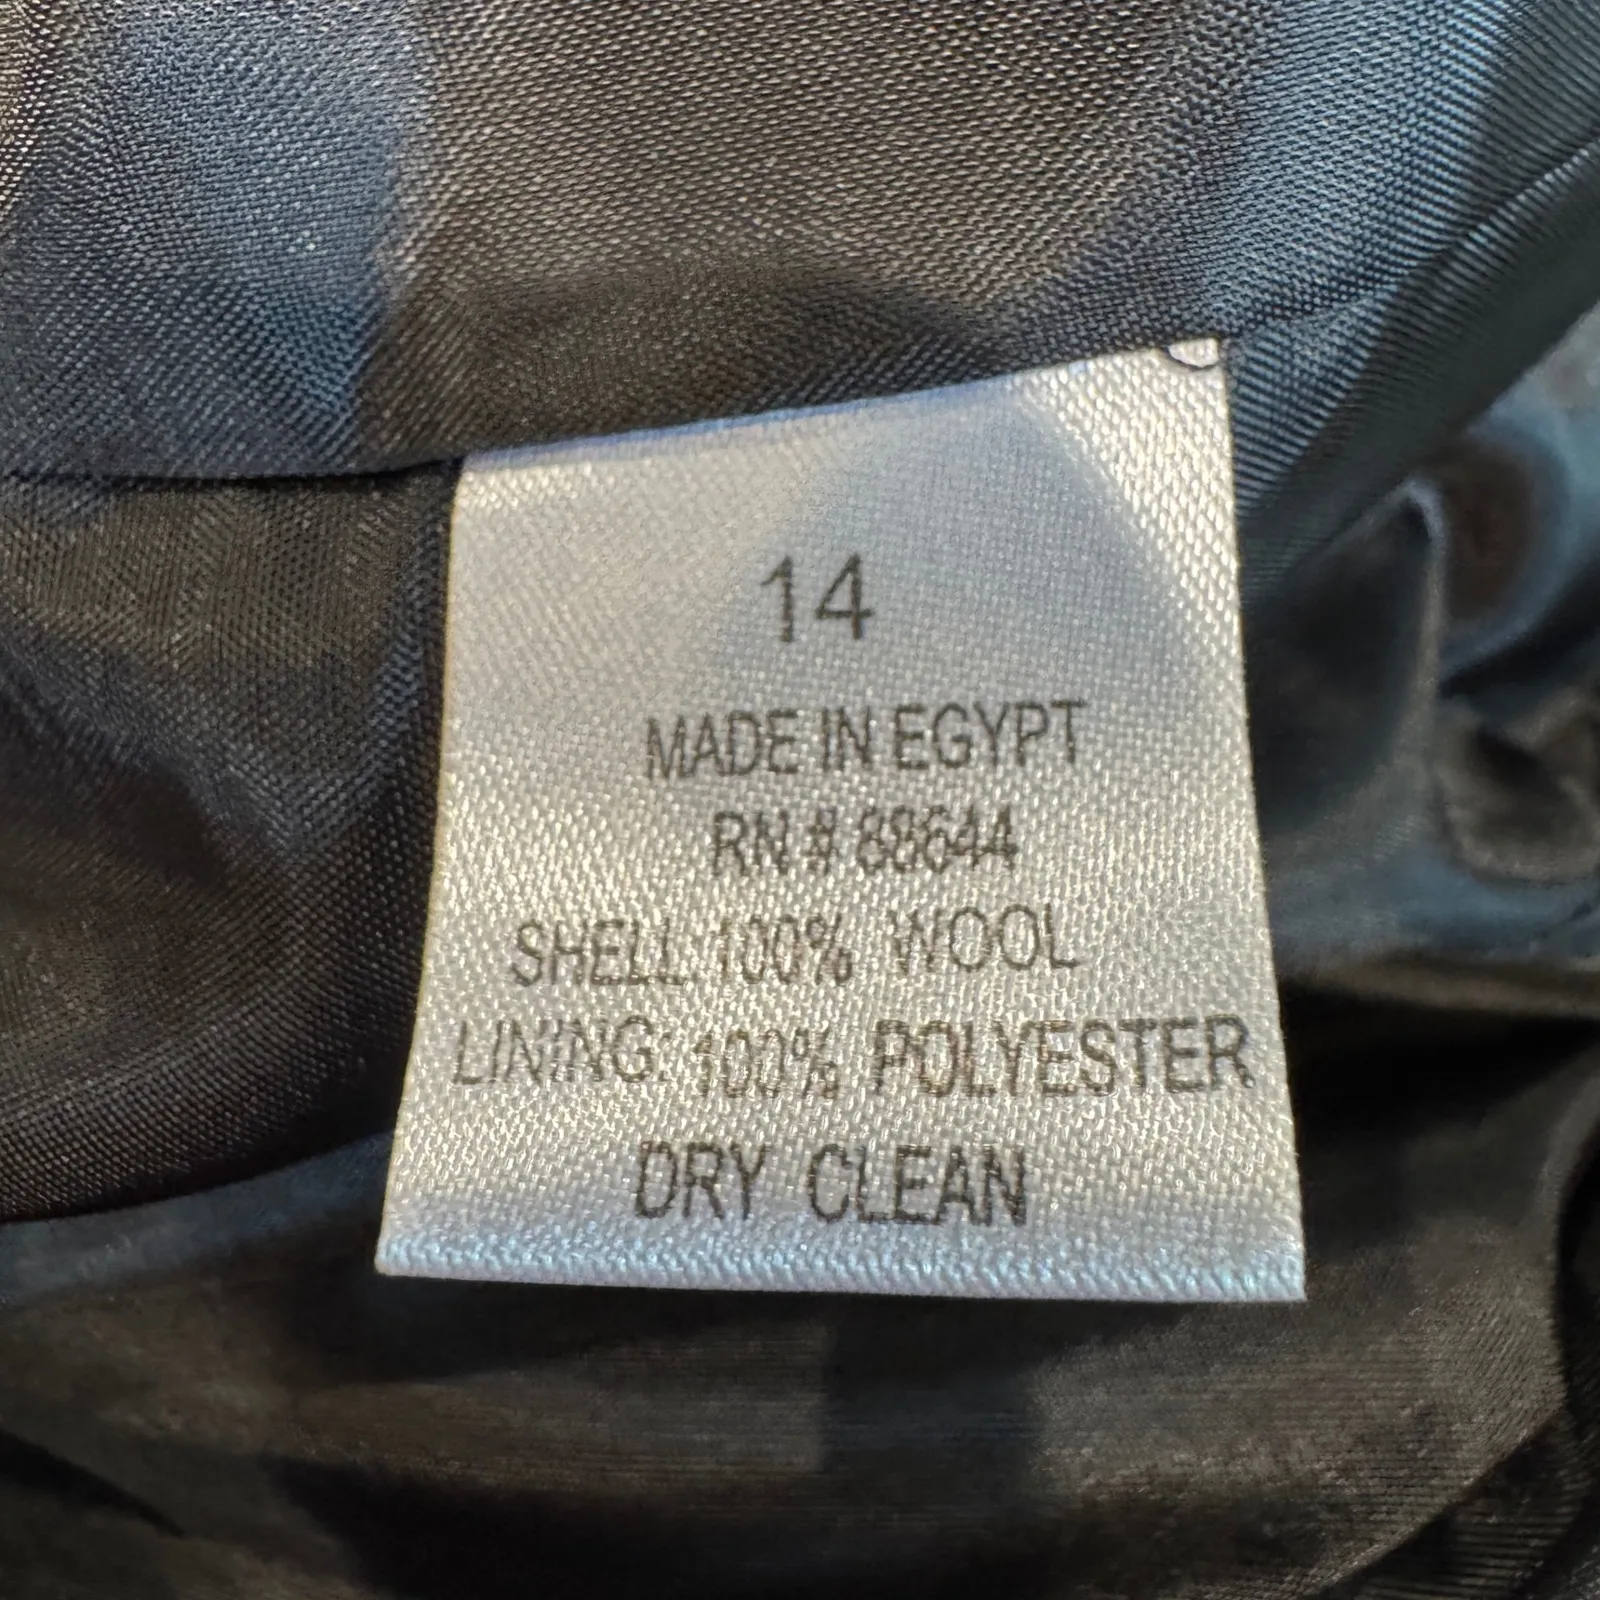 14
MADE IN EGYPT
RN # 88644
SHELL 100% WOOL
LINING: 100% POLYESTER
DRY CLEAN